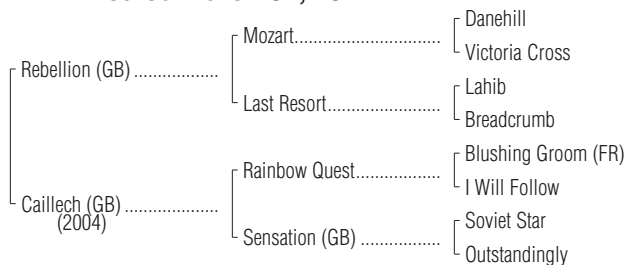 Danehill
Mozart
Victoria Cross
Rebellion (GB)
Lahib
Last Resort
Breadcrumb
Blushing Groom (FR)
Rainbow Quest
I Will Follow
Caillech (GB)
(2004)
Soviet Star
Sensation (GB)
Outstandingly